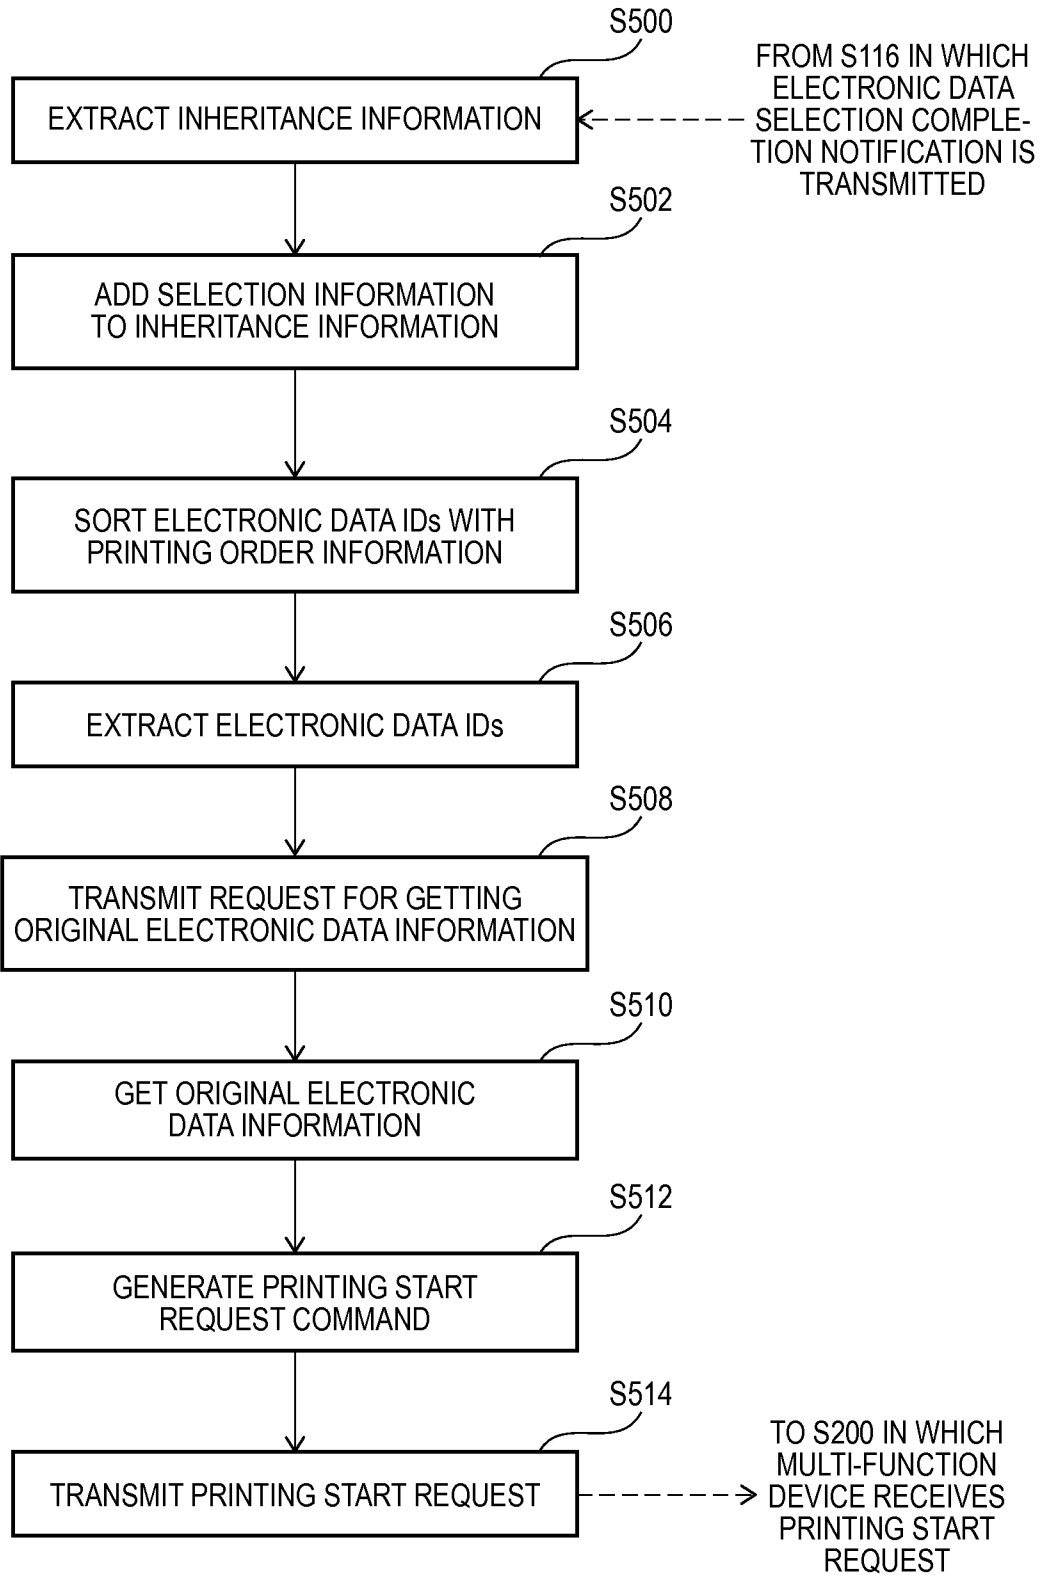 S500
FROM S116 IN WHICH
ELECTRONIC DATA
SELECTION COMPLE-
TION NOTIFICATION IS
TRANSMITTED
EXTRACT INHERITANCE INFORMATION
S502
ADD SELECTION INFORMATION
TO INHERITANCE INFORMATION
S504
SORT ELECTRONIC DATA IDs WITH
PRINTING ORDER INFORMATION
S506
EXTRACT ELECTRONIC DATA IDs
S508
TRANSMIT REQUEST FOR GETTING
ORIGINAL ELECTRONIC DATA INFORMATION
S510
GET ORIGINAL ELECTRONIC
DATA INFORMATION
S512
GENERATE PRINTING START
REQUEST COMMAND
S514
TRANSMIT PRINTING START REQUEST
TO S200 IN WHICH
MULTI-FUNCTION
DEVICE RECEIVES
PRINTING START
REQUEST